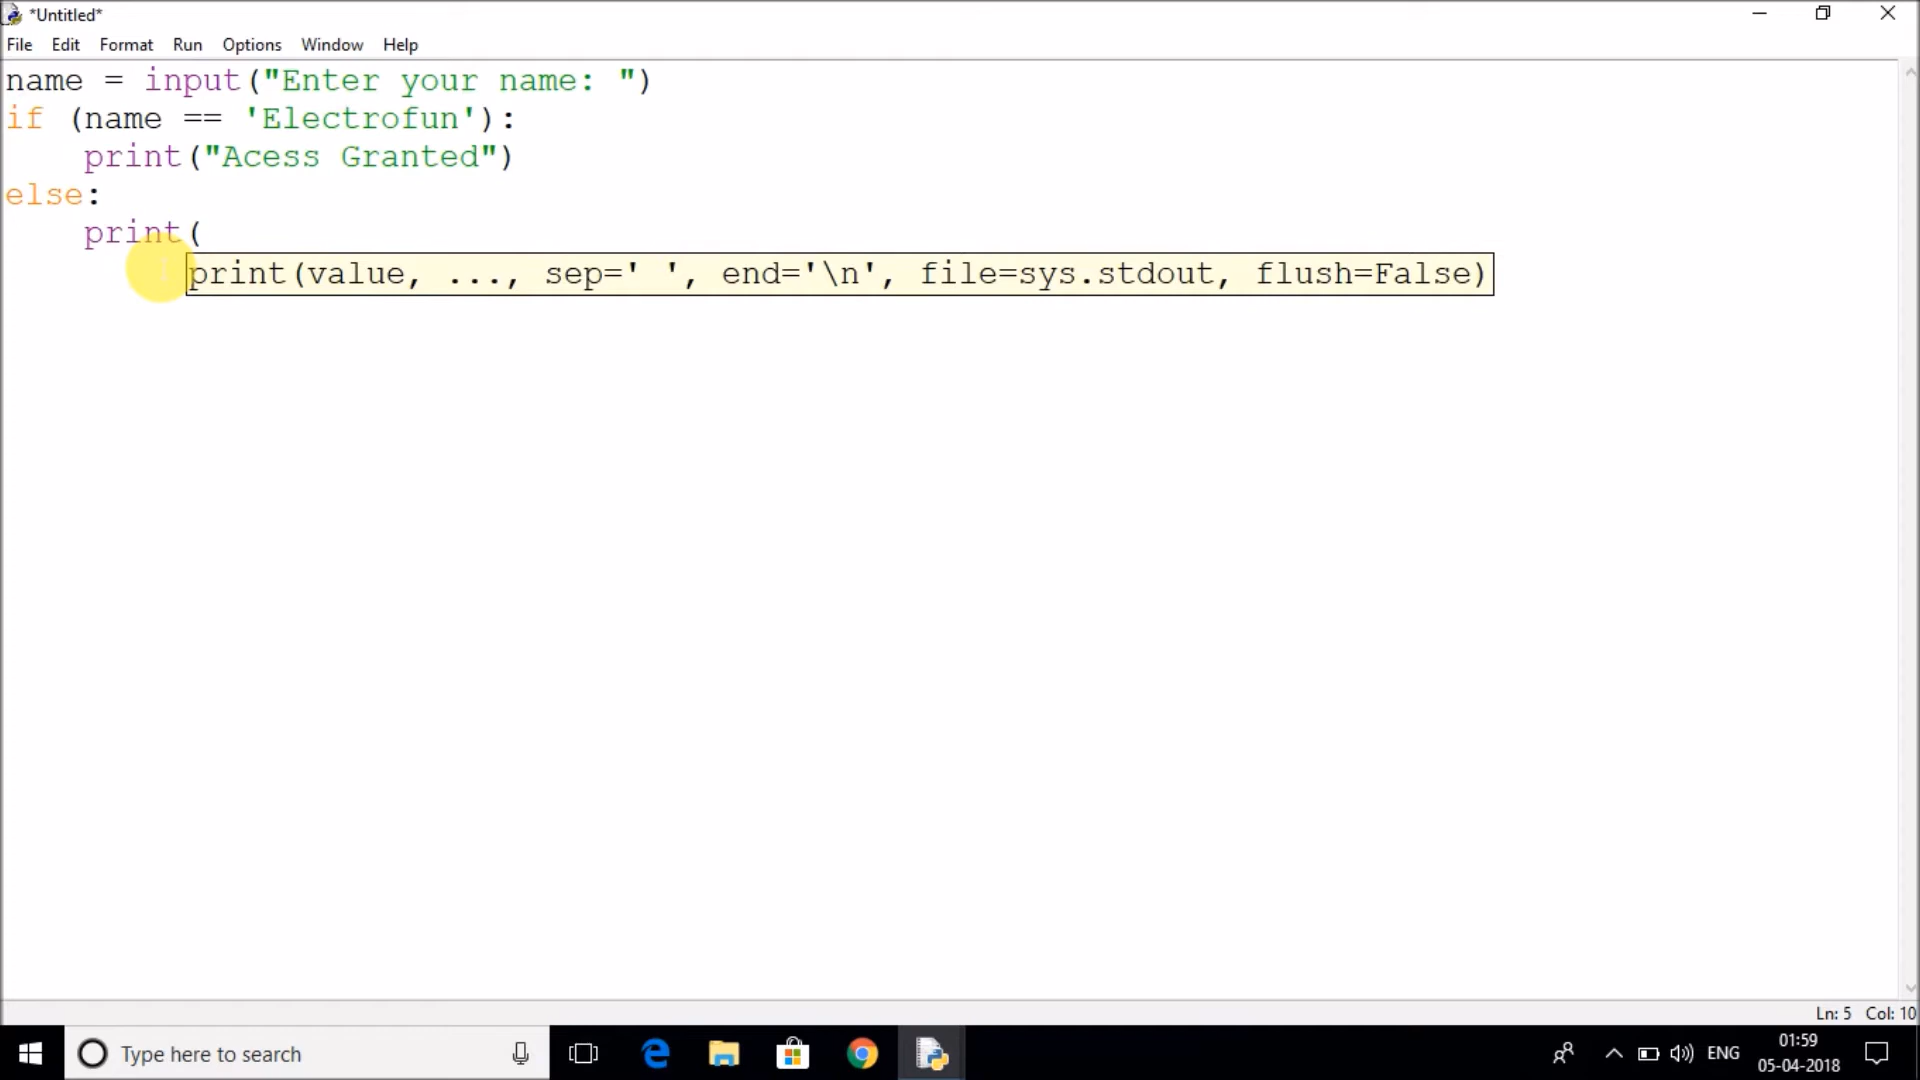 *Untitled*
File Edit Format Run Options Window Help
name = input("Enter your name: ")
if (name == 'Electrofun'):
    print("Acess Granted")
else:
    print(
print(value, ..., sep=' ', end='\n', file=sys.stdout, flush=False)
Ln: 5 Col: 10
Type here to search
ENG
01:59
05-04-2018